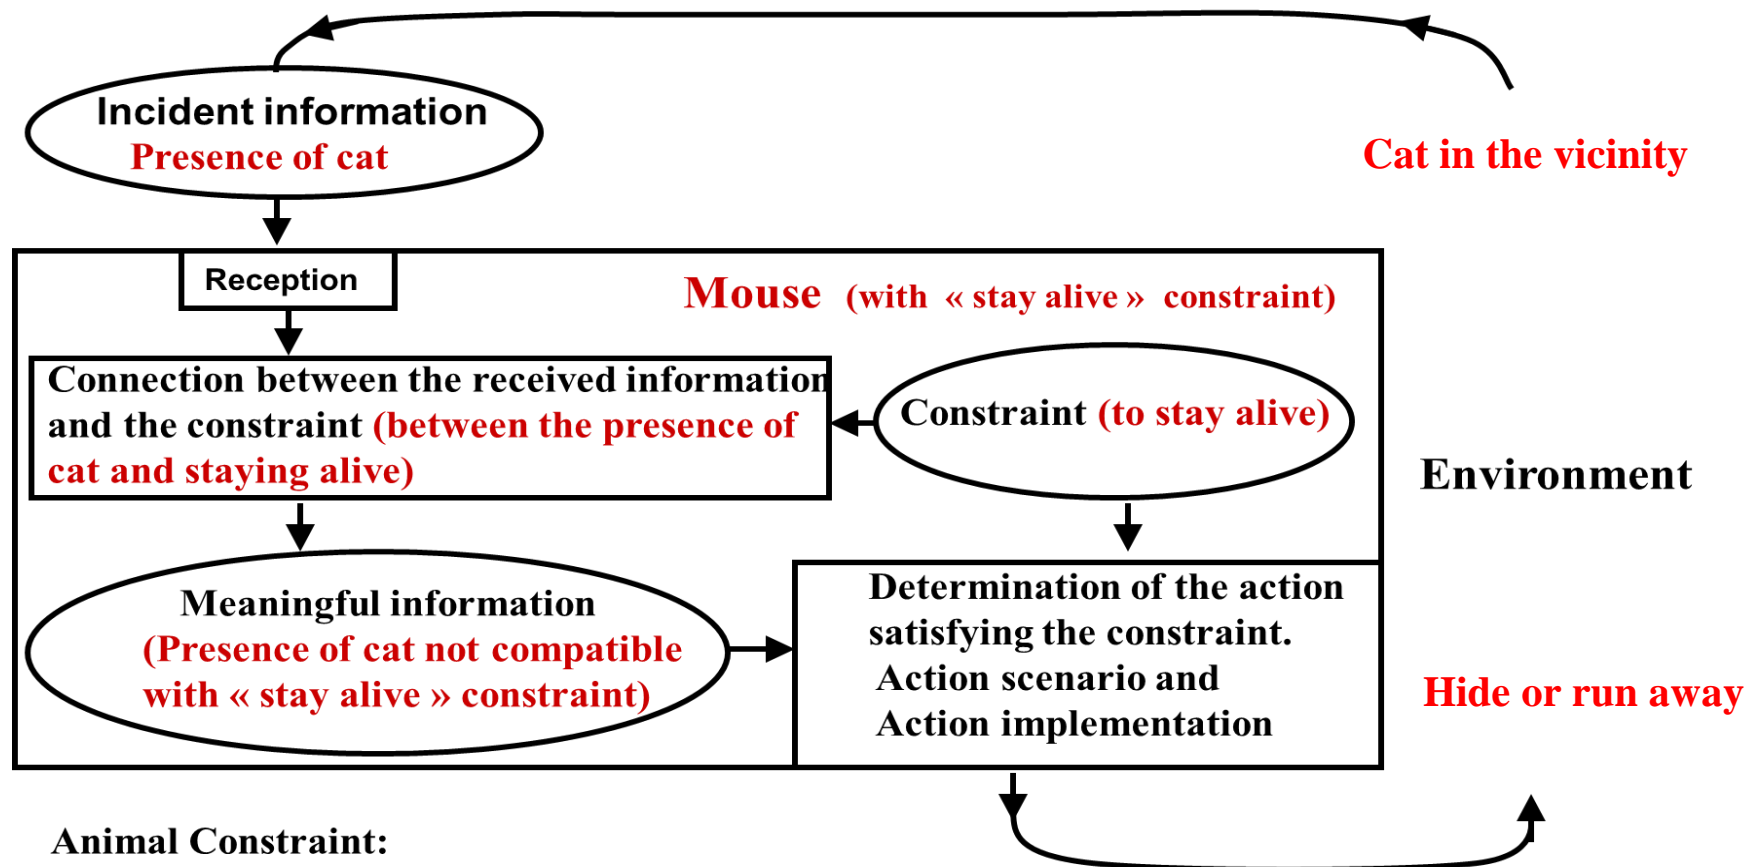 Incident information
Presence of cat
Cat in the vicinity
Reception
Mouse (with « stay alive » constraint)
Connection between the received information
and the constraint (between the presence of
cat and staying alive)
Constraint (to stay alive)
Environment
Meaningful information
(Presence of cat not compatible
with « stay alive » constraint)
Determination of the action
satisfying the constraint.
Action scenario and
Action implementation
Hide or run away
Animal Constraint: